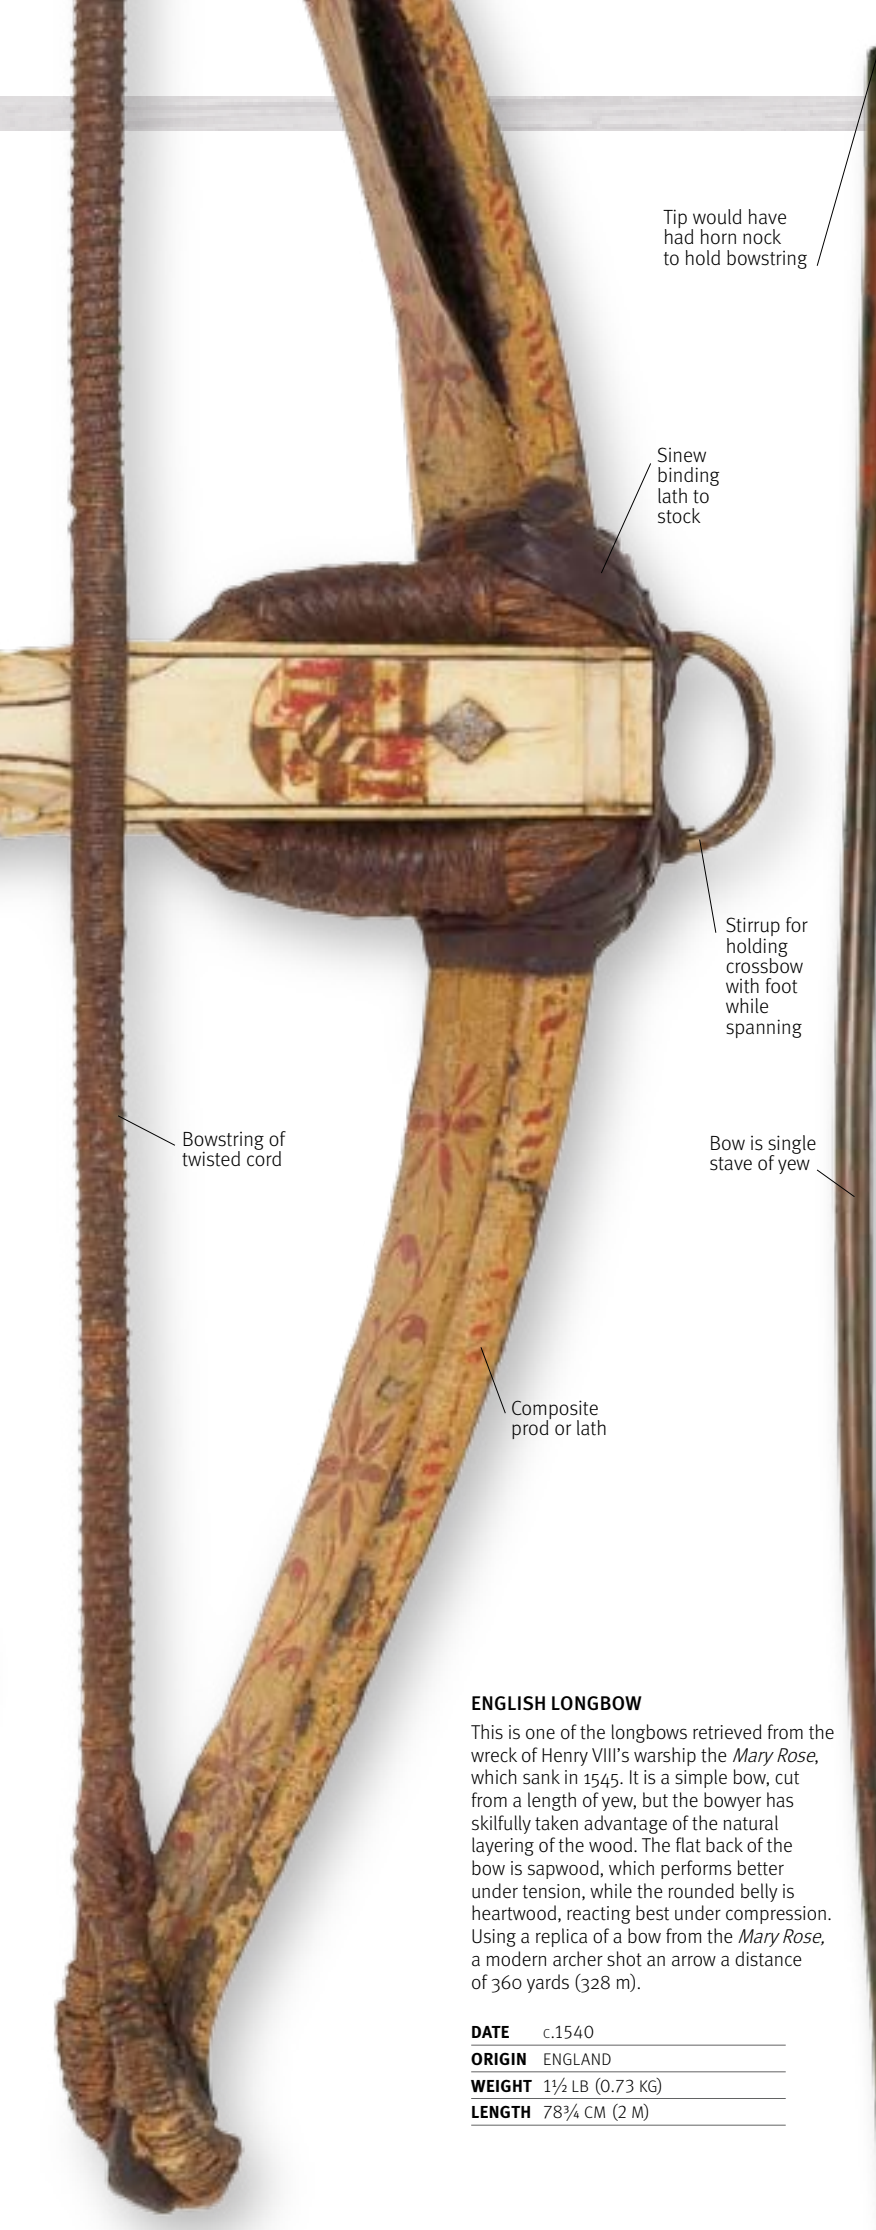 Tip would have
had horn nock
to hold bowstring
Sinew
binding
lath to
stock
Stirrup for
holding
crossbow
with foot
while
spanning
Bowstring of
twisted cord
Bow is single
stave of yew
Composite
prod or lath
ENGLISH LONGBOW
This is one of the longbows retrieved from the
wreck of Henry VIII's warship the Mary Rose,
which sank in 1545. It is a simple bow, cut
from a length of yew, but the bowyer has
skilfully taken advantage of the natural
layering of the wood. The flat back of the
bow is sapwood, which performs better
under tension, while the rounded belly is
heartwood, reacting best under compression.
Using a replica of a bow from the Mary Rose,
a modern archer shot an arrow a distance
of 360 yards (328 m).
DATE c.1540
ORIGIN ENGLAND
WEIGHT 1½ LB (0.73 KG)
LENGTH 78¾ CM (2 M)